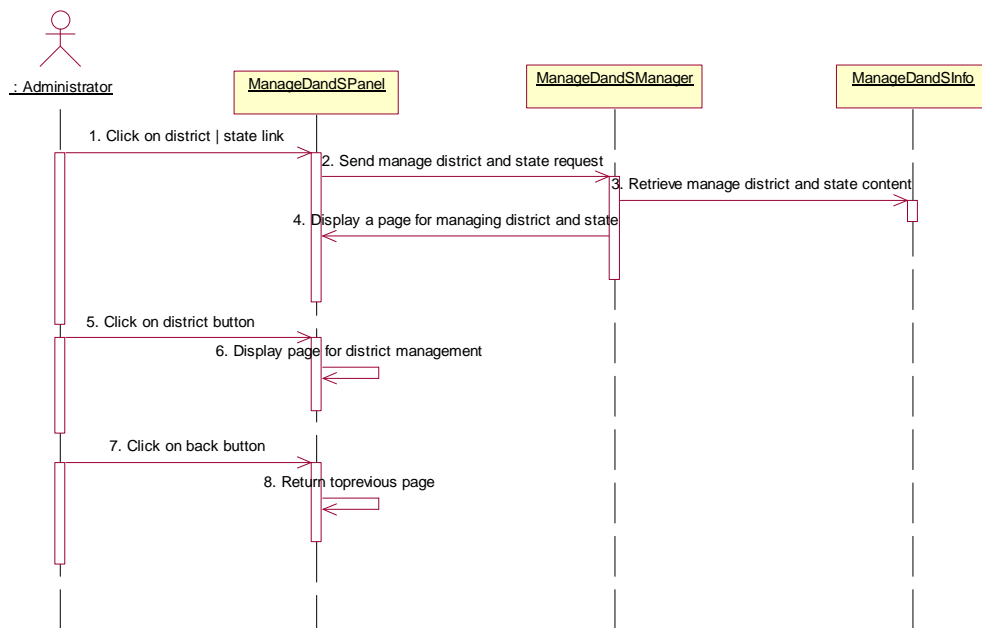 : Administrator
ManageDandSPanel
ManageDandSManager
ManageDandSInfo
1. Click on district | state link
2. Send manage district and state request
3. Retrieve manage district and state content
4. Display a page for managing district and state
5. Click on district button
6. Display page for district management
7. Click on back button
8. Return toprevious page